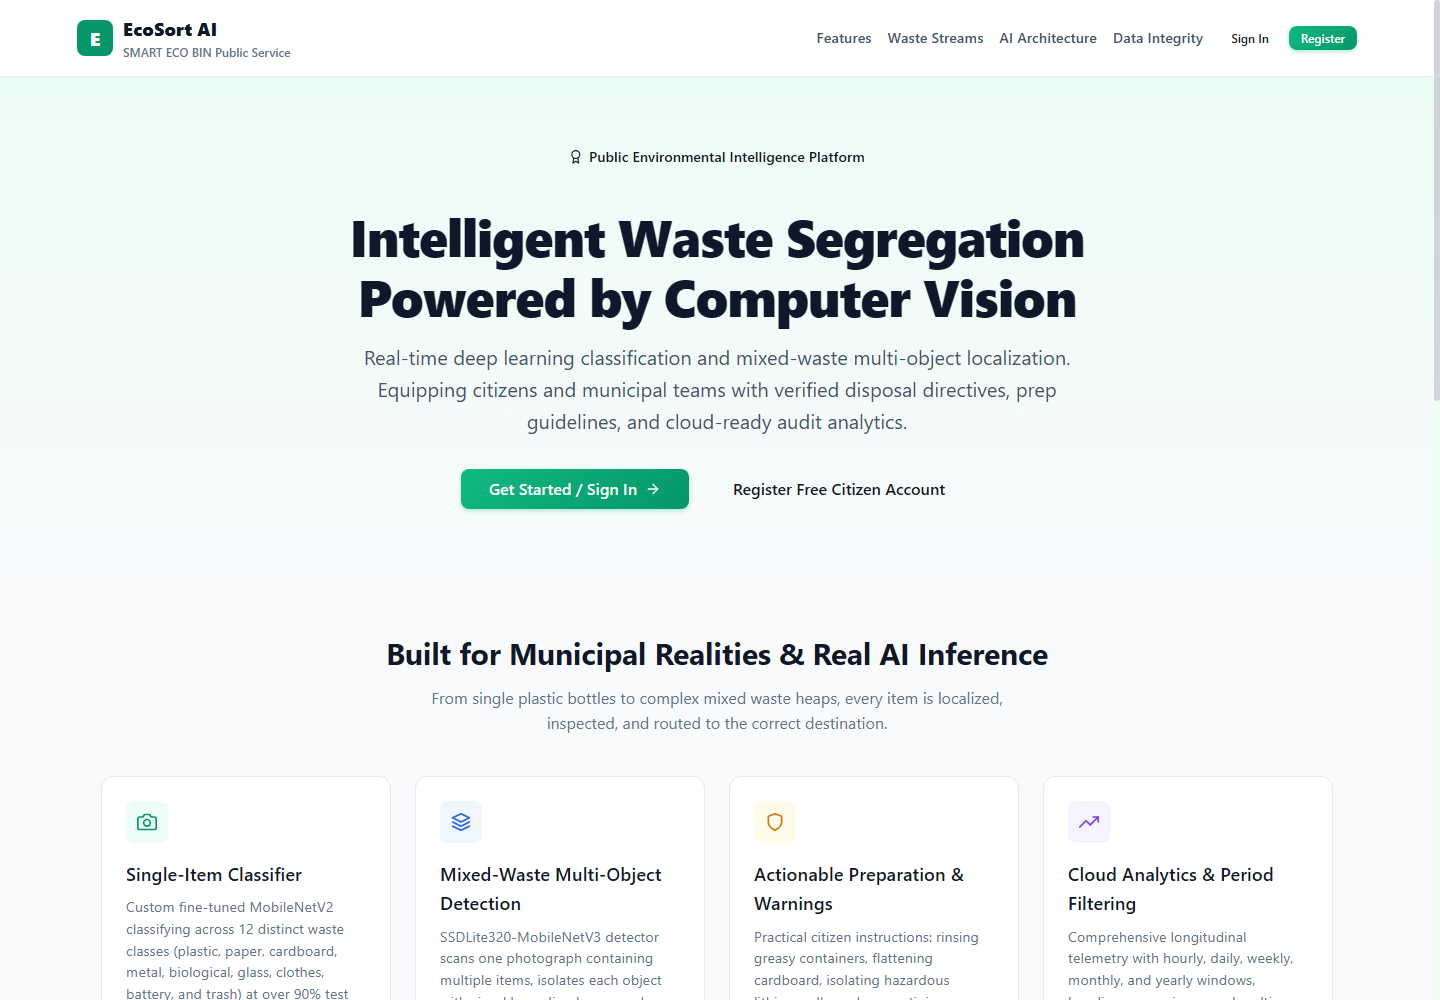 E
EcoSort AI
SMART ECO BIN Public Service
Features
Waste Streams
AI Architecture
Data Integrity
Sign In
Register
Public Environmental Intelligence Platform
Intelligent Waste Segregation
Powered by Computer Vision
Real-time deep learning classification and mixed-waste multi-object localization.
Equipping citizens and municipal teams with verified disposal directives, prep
guidelines, and cloud-ready audit analytics.
Get Started / Sign In
Register Free Citizen Account
Built for Municipal Realities & Real AI Inference
From single plastic bottles to complex mixed waste heaps, every item is localized,
inspected, and routed to the correct destination.
Single-Item Classifier
Custom fine-tuned MobileNetV2
classifying across 12 distinct waste
classes (plastic, paper, cardboard,
metal, biological, glass, clothes,
battery, and trash) at over 90% test
Mixed-Waste Multi-Object
Detection
SSDLite320-MobileNetV3 detector
scans one photograph containing
multiple items, isolates each object
Actionable Preparation &
Warnings
Practical citizen instructions: rinsing
greasy containers, flattening
cardboard, isolating hazardous
Cloud Analytics & Period
Filtering
Comprehensive longitudinal
telemetry with hourly, daily, weekly,
monthly, and yearly windows,